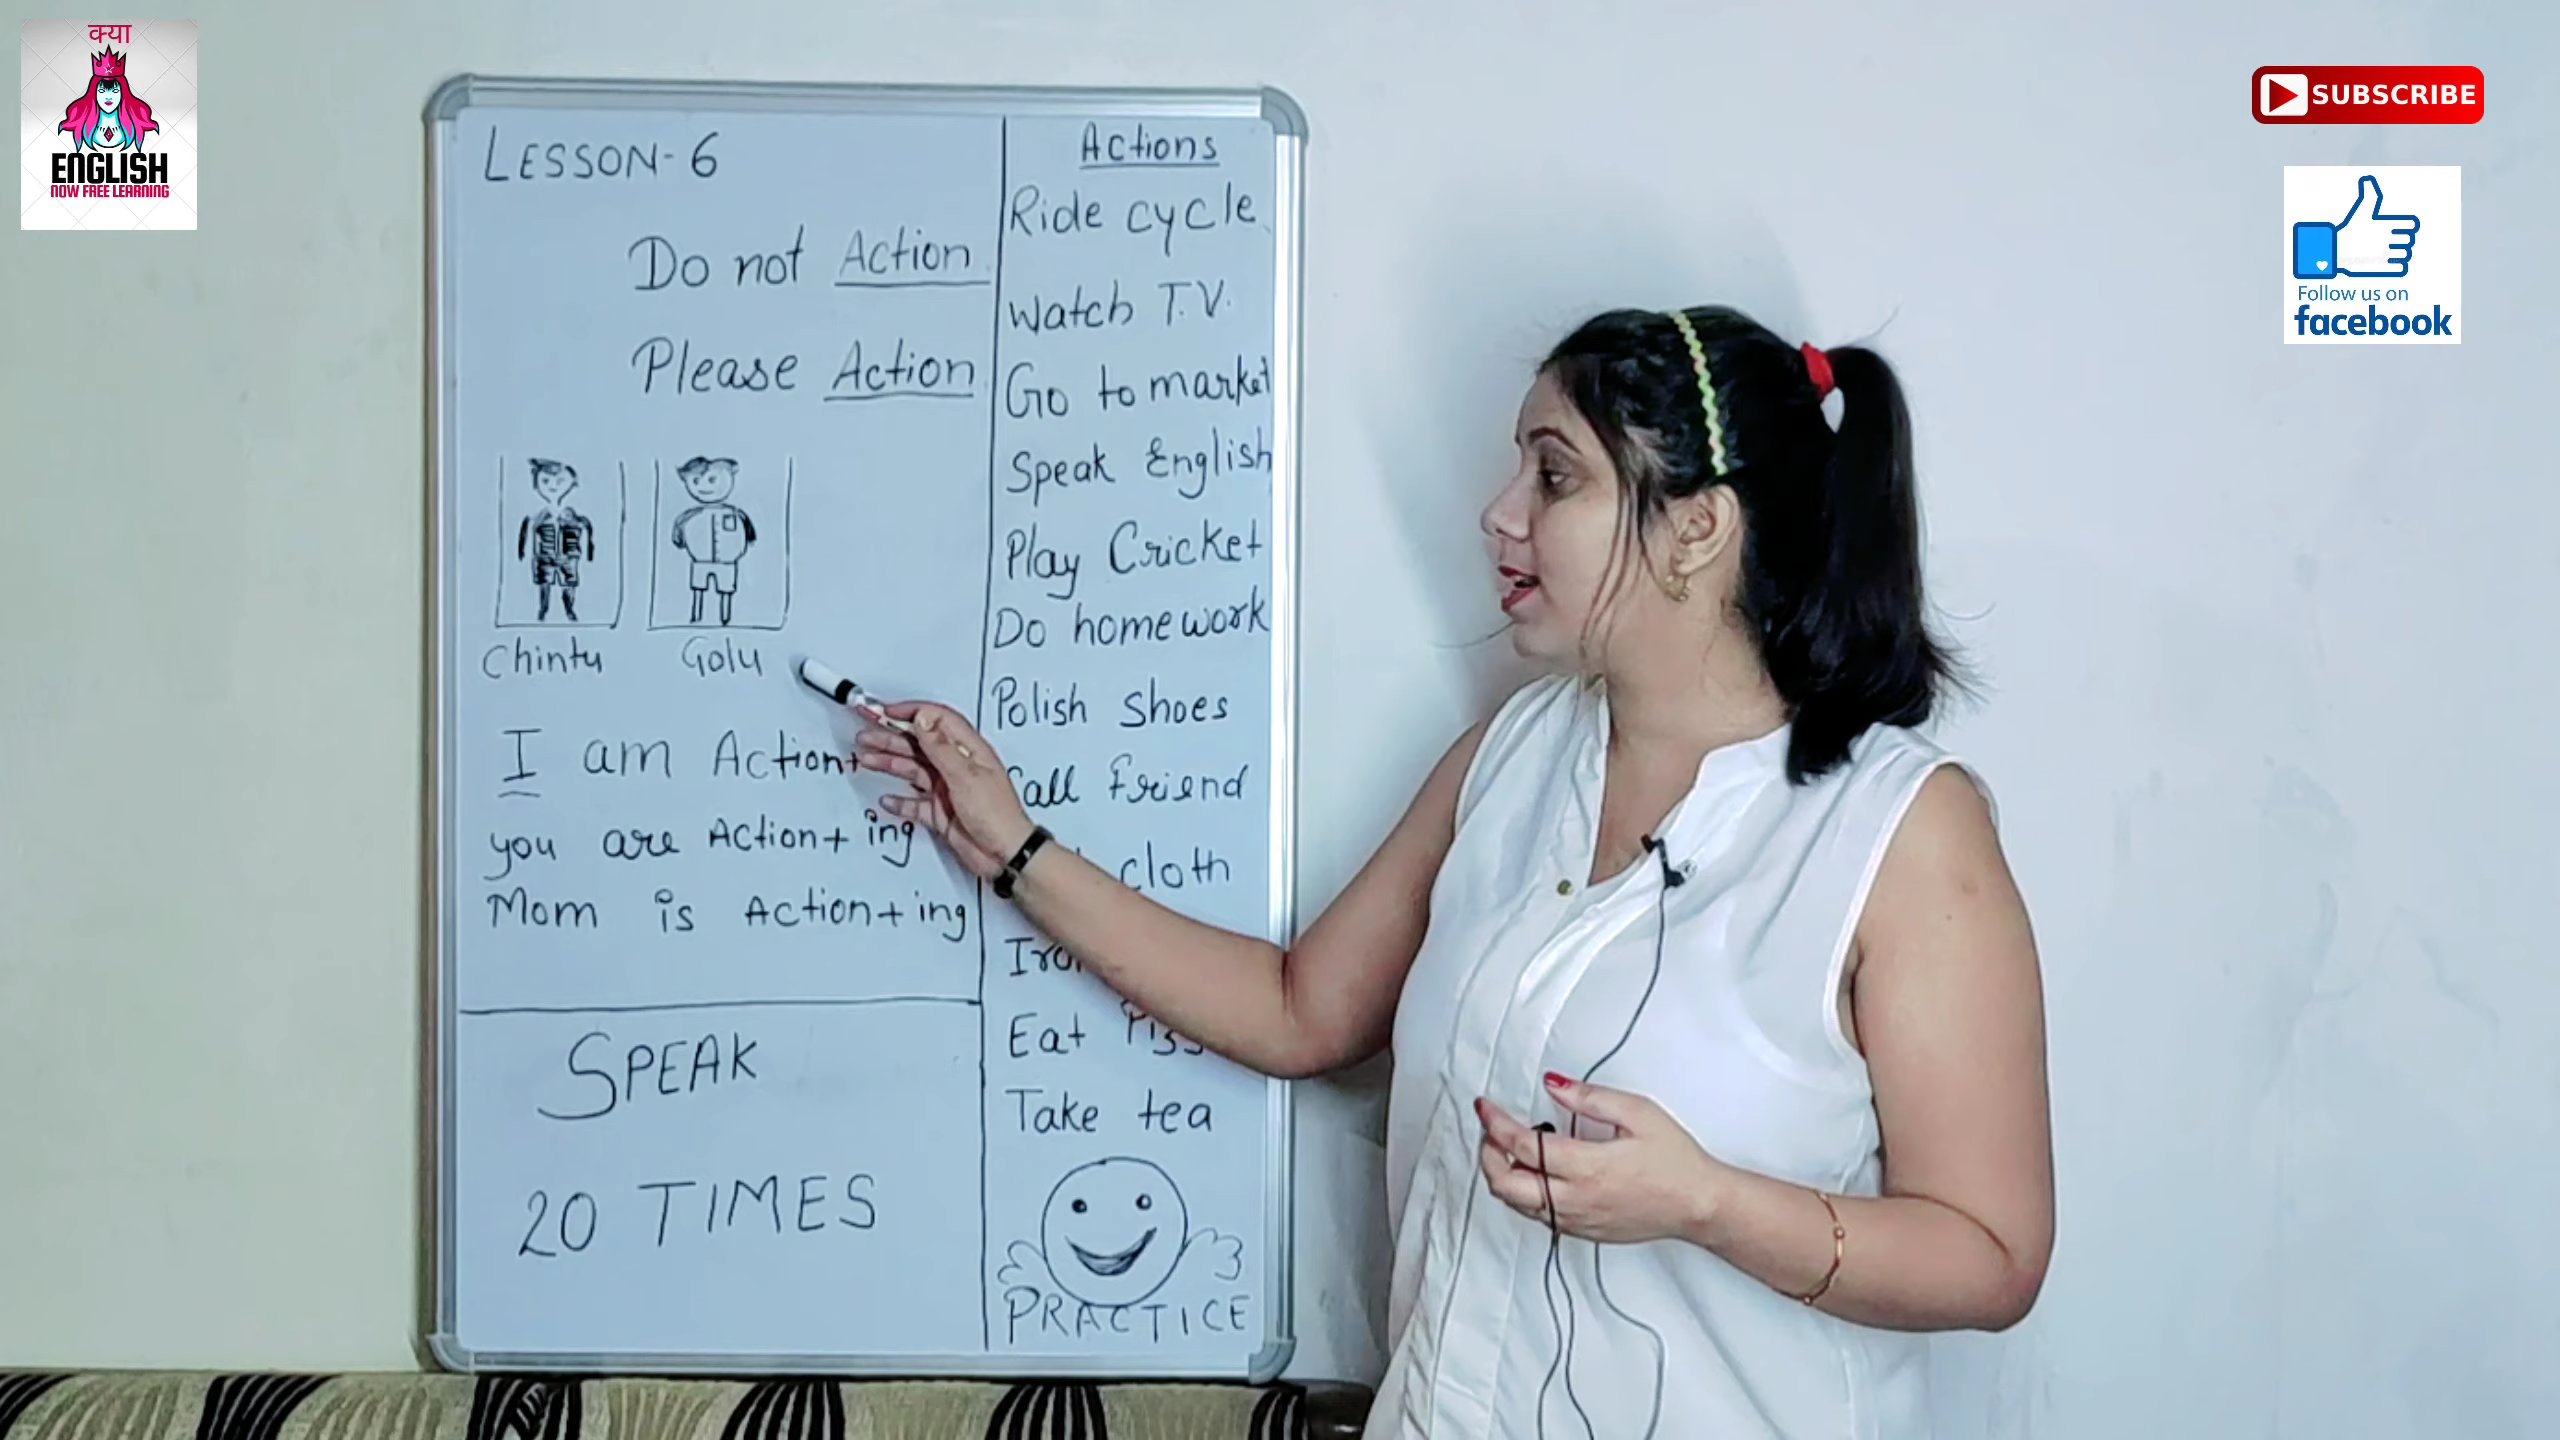 क्या
ENGLISH
NOW FREE LEARNING
SUBSCRIBE
Follow us on
facebook
LESSON-6
Do not Action
Please Action
Chintu Golu
I am Action+
you are Action+ ing
Mom is Action+ing
SPEAK
20 TIMES
Actions
Ride cycle
Watch T.V.
Go to market
Speak English
Play Cricket
Do homework
Polish shoes
Call friend
cloth
Eat
Take tea
PRACTICE